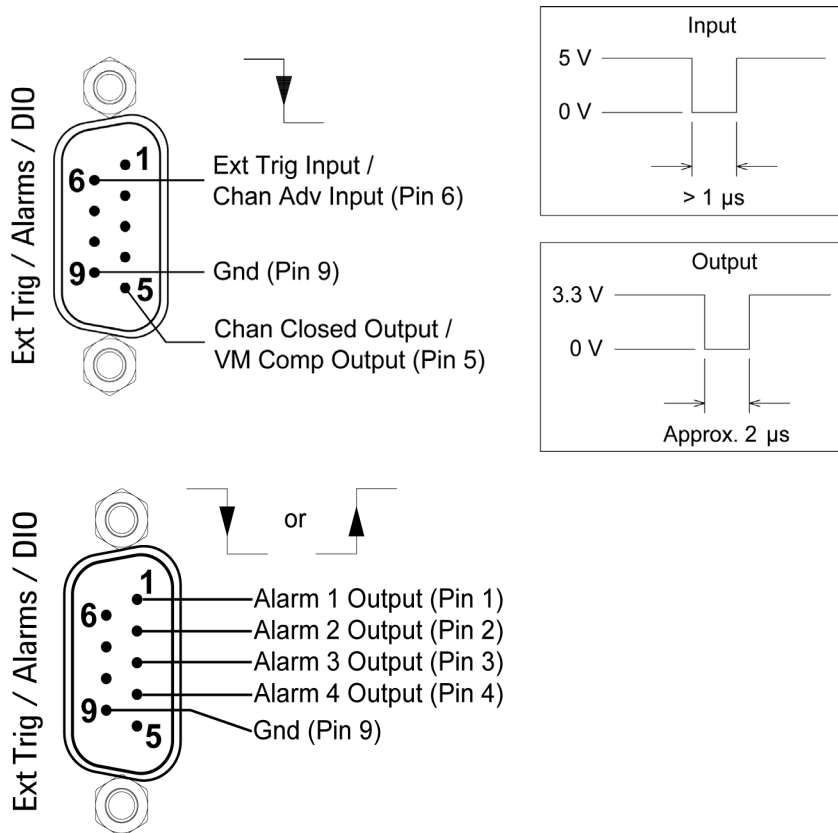 Ext Trig / Alarms / DIO
1
6
9
5
Ext Trig Input /
Chan Adv Input (Pin 6)
Gnd (Pin 9)
Chan Closed Output /
VM Comp Output (Pin 5)
Input
5 V
0 V
> 1 µs
Output
3.3 V
0 V
Approx. 2 µs
Ext Trig / Alarms / DIO
or
1
6
9
5
Alarm 1 Output (Pin 1)
Alarm 2 Output (Pin 2)
Alarm 3 Output (Pin 3)
Alarm 4 Output (Pin 4)
Gnd (Pin 9)